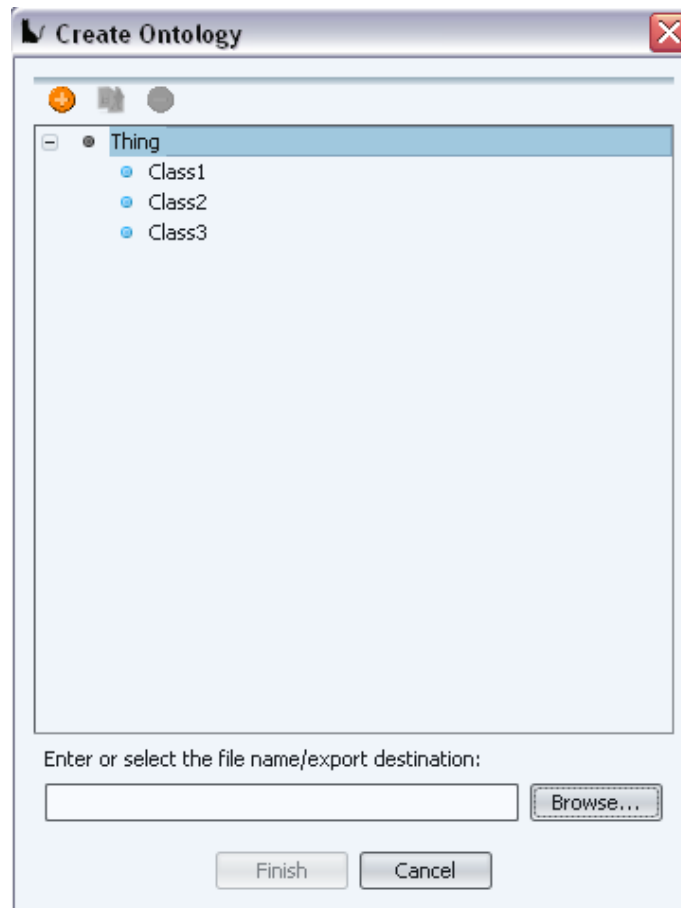 Create Ontology
Thing
Class1
Class2
Class3
Enter or select the file name/export destination:
Browse...
Finish
Cancel